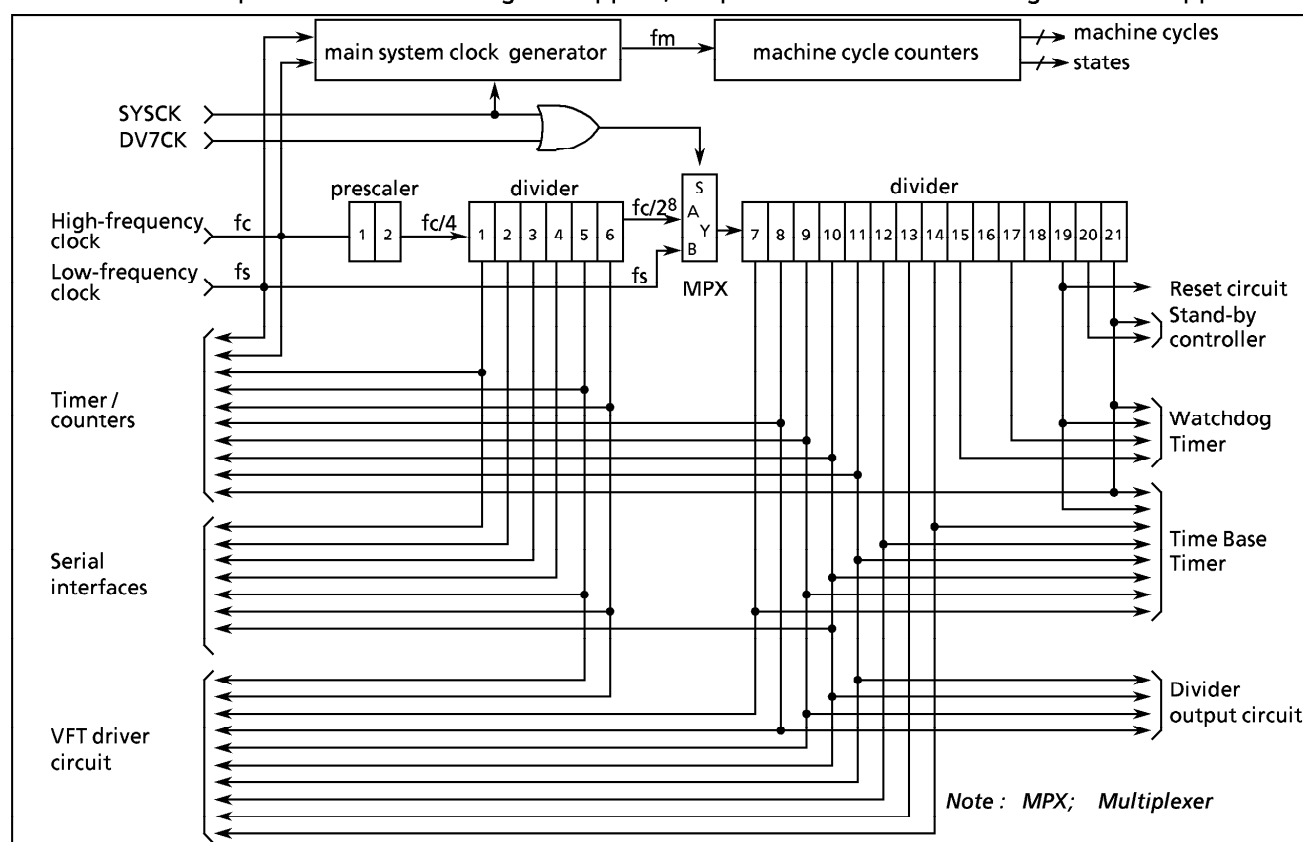 main system clock generator
fm
machine cycle counters
machine cycles
states
SYSCK
DV7CK
prescaler
divider
divider
High-frequency
clock
fc
1 2
fc/4
1 2 3 4 5 6
fc/2⁸
S
A
Y
B
MPX
7 8 9 10 11 12 13 14 15 16 17 18 19 20 21
Low-frequency
clock
fs
fs
Reset circuit
Stand-by
controller
Timer /
counters
Watchdog
Timer
Serial
interfaces
Time Base
Timer
VFT driver
circuit
Divider
output circuit
Note : MPX; Multiplexer